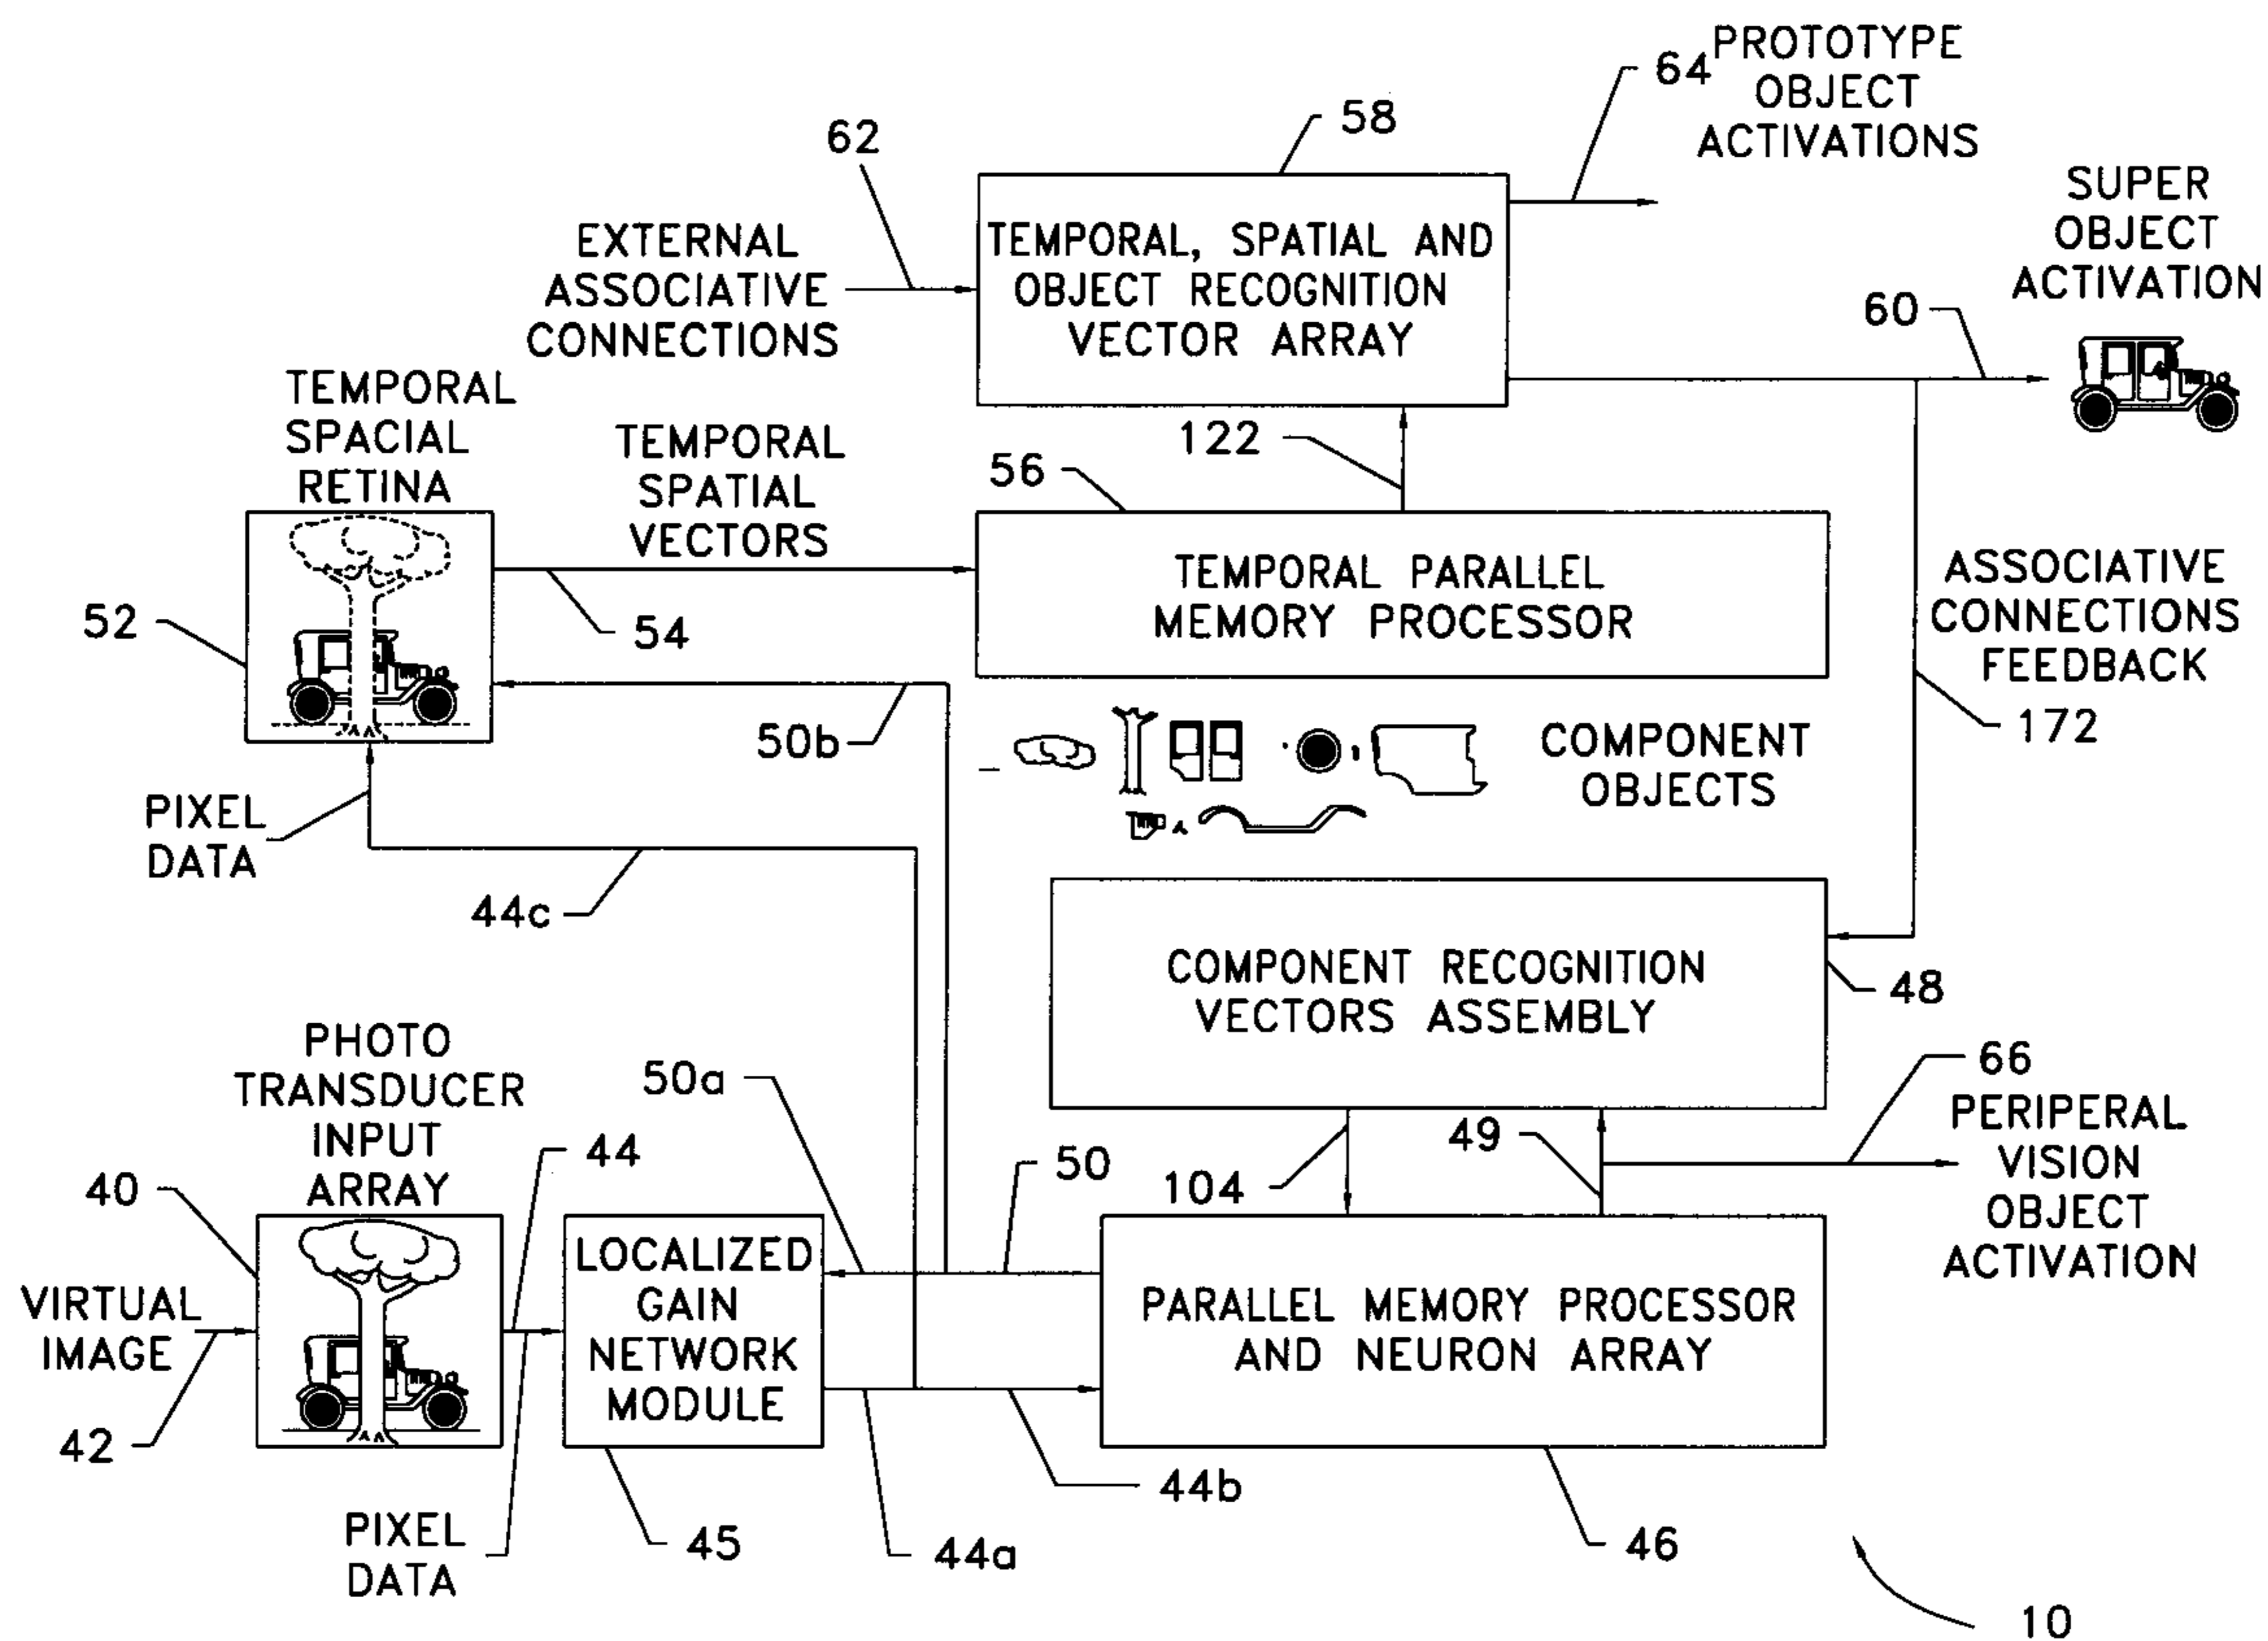 64
PROTOTYPE
OBJECT
ACTIVATIONS
58
62
SUPER
OBJECT
ACTIVATION
EXTERNAL
ASSOCIATIVE
CONNECTIONS
TEMPORAL, SPATIAL AND
OBJECT RECOGNITION
VECTOR ARRAY
60
TEMPORAL
SPACIAL
RETINA
TEMPORAL
SPATIAL
VECTORS
122
56
52
54
TEMPORAL PARALLEL
MEMORY PROCESSOR
ASSOCIATIVE
CONNECTIONS
FEEDBACK
172
50b
COMPONENT
OBJECTS
PIXEL
DATA
44c
COMPONENT RECOGNITION
VECTORS ASSEMBLY
48
PHOTO
TRANSDUCER
INPUT
ARRAY
50a
66
PERIPERAL
VISION
OBJECT
ACTIVATION
40
44
50
104
49
VIRTUAL
IMAGE
42
LOCALIZED
GAIN
NETWORK
MODULE
PARALLEL MEMORY PROCESSOR
AND NEURON ARRAY
PIXEL
DATA
45
44a
44b
46
10